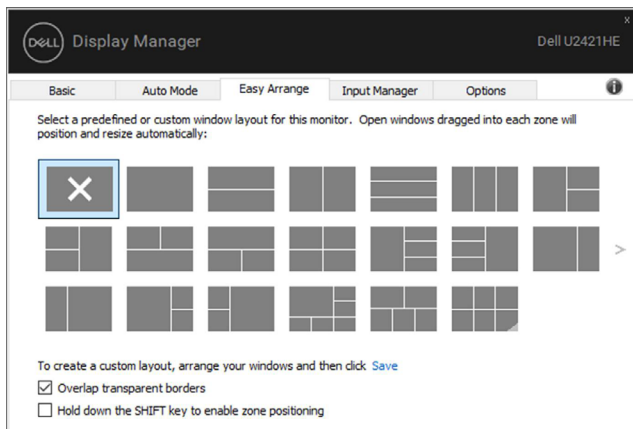 x
DELL Display Manager Dell U2421HE
Basic Auto Mode Easy Arrange Input Manager Options
Select a predefined or custom window layout for this monitor. Open windows dragged into each zone will
position and resize automatically:
To create a custom layout, arrange your windows and then click Save
Overlap transparent borders
Hold down the SHIFT key to enable zone positioning